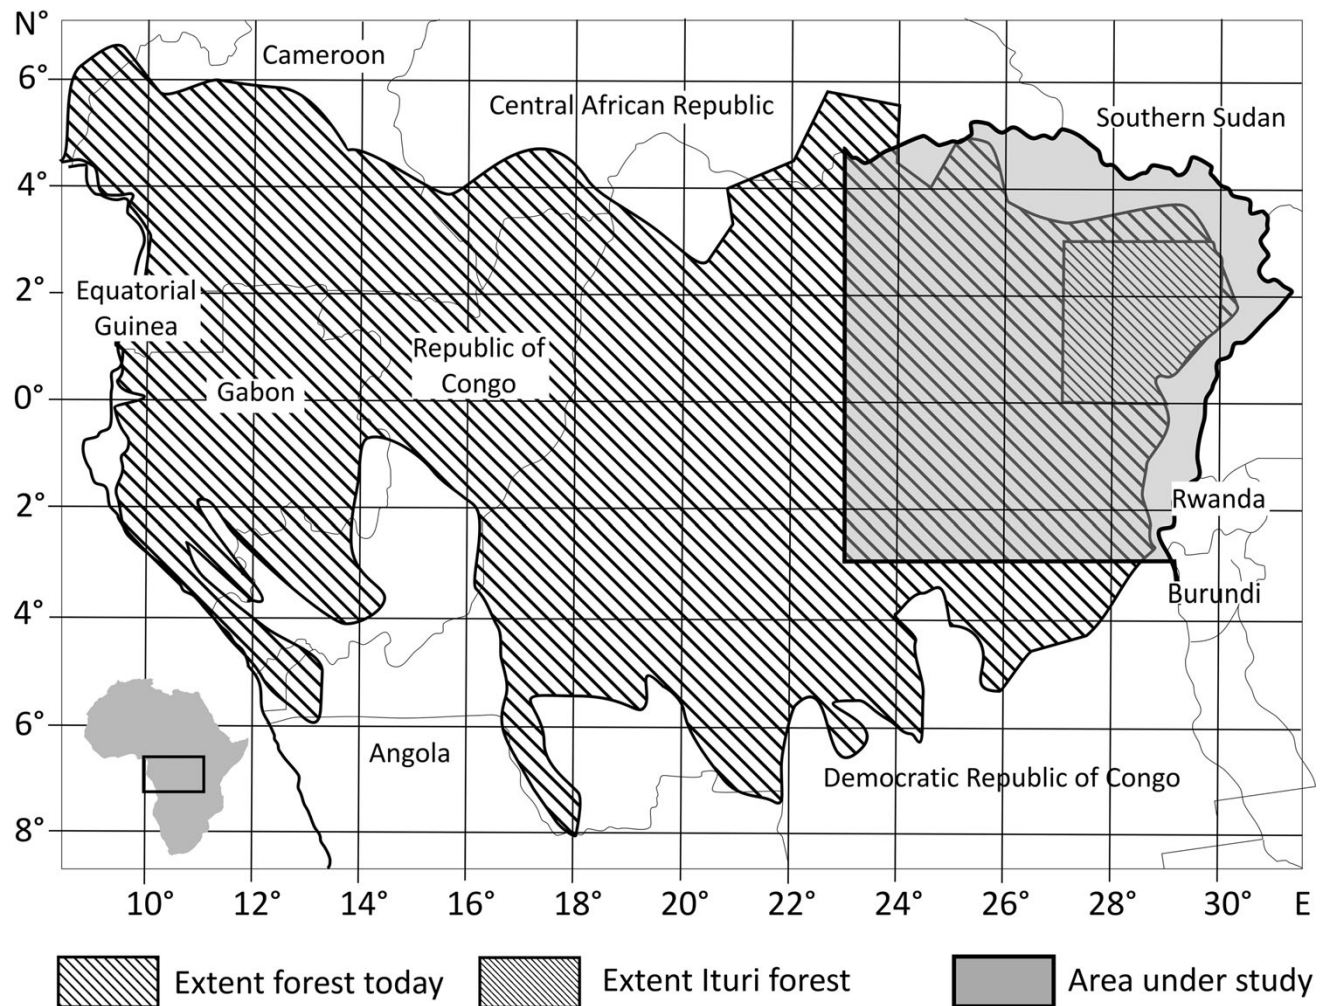 N°
Cameroon
6°
Central African Republic
Southern Sudan
4°
2°
Equatorial
Guinea
Republic of
Congo
Gabon
0°
2°
Rwanda
Burundi
4°
6°
Angola
Democratic Republic of Congo
8°
10° 12° 14° 16° 18° 20° 22° 24° 26° 28° 30° E
Extent forest today
Extent Ituri forest
Area under study